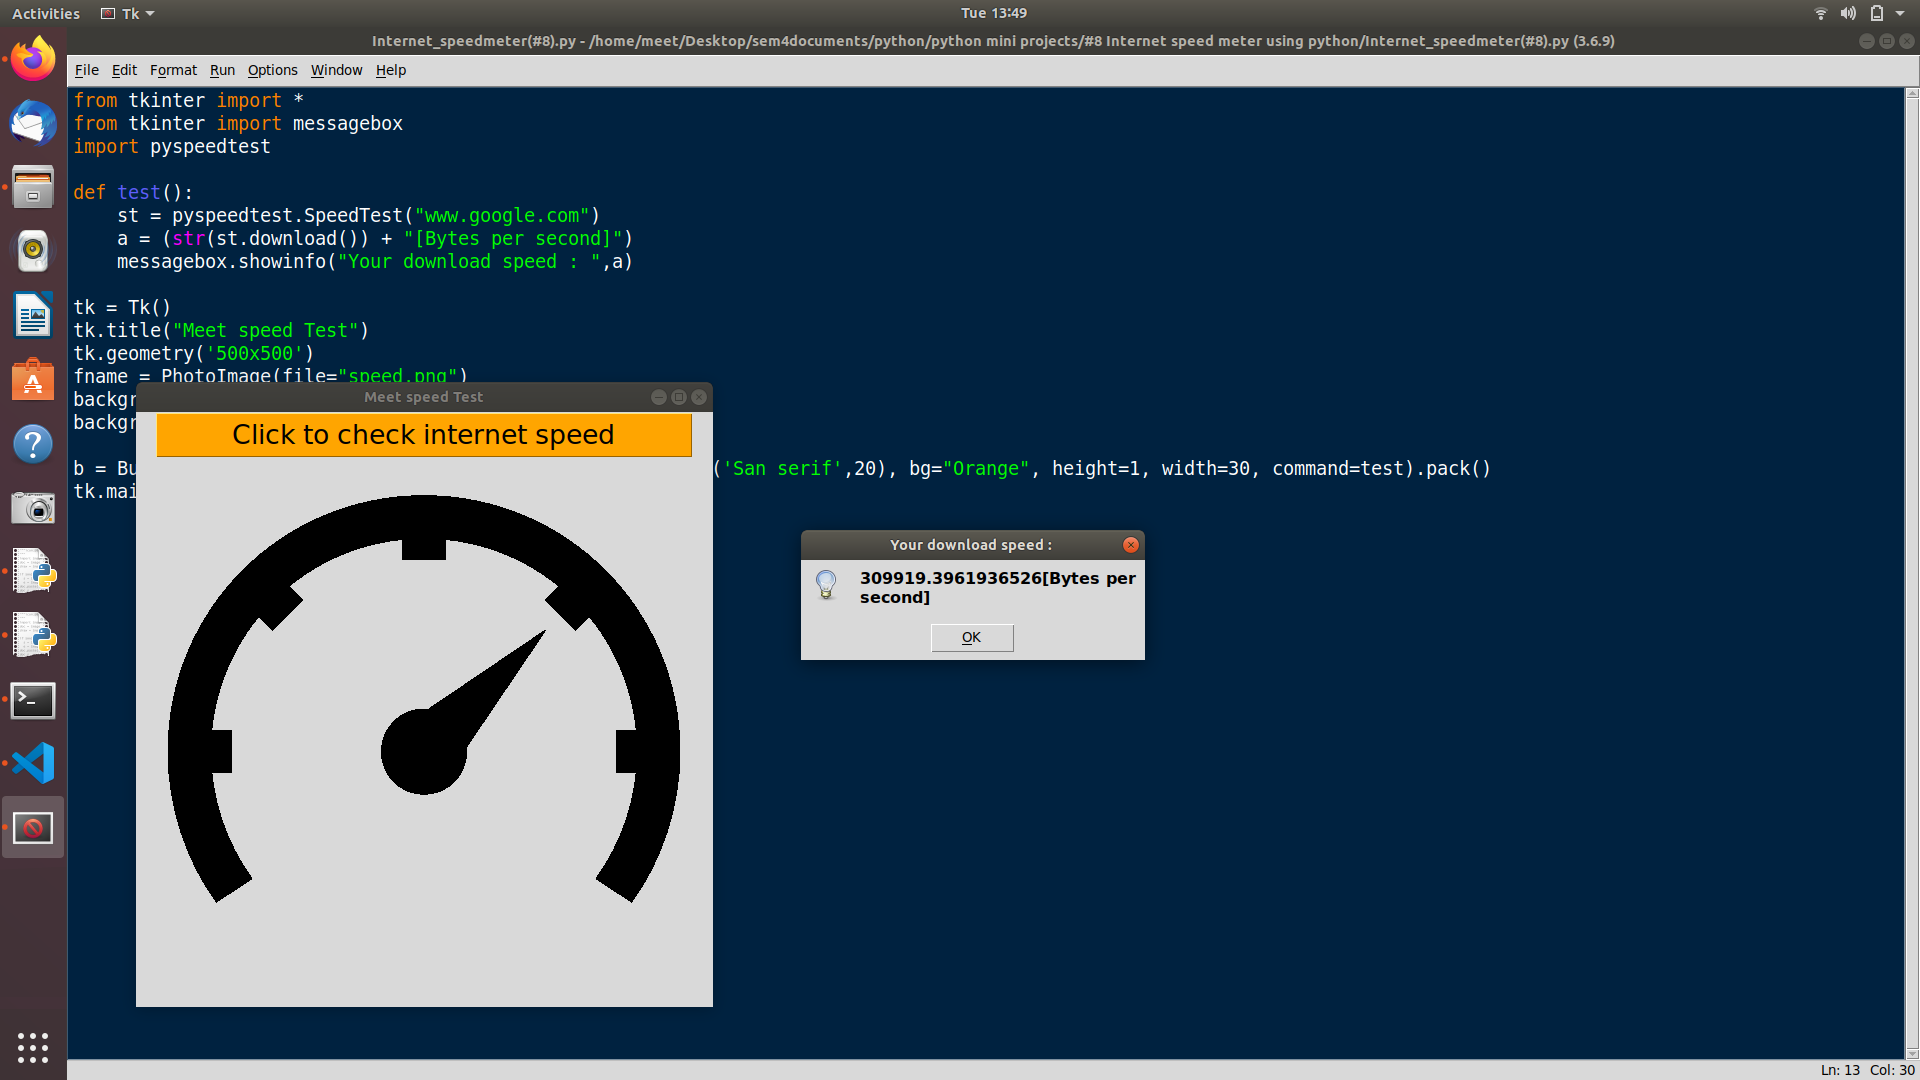 Activities Tk Tue 13:49
Internet_speedmeter(#8).py - /home/meet/Desktop/sem4documents/python/python mini projects/#8 Internet speed meter using python/Internet_speedmeter(#8).py (3.6.9)
File Edit Format Run Options Window Help
from tkinter import *
from tkinter import messagebox
import pyspeedtest
def test():
    st = pyspeedtest.SpeedTest("www.google.com")
    a = (str(st.download()) + "[Bytes per second]")
    messagebox.showinfo("Your download speed : ",a)
tk = Tk()
tk.title("Meet speed Test")
tk.geometry('500x500')
fname = PhotoImage(file="speed.png")
backgr
backgr
b = Bu ('San serif',20), bg="Orange", height=1, width=30, command=test).pack()
tk.mai
Meet speed Test
Click to check internet speed
Your download speed :
309919.3961936526[Bytes per
second]
OK
Ln: 13 Col: 30